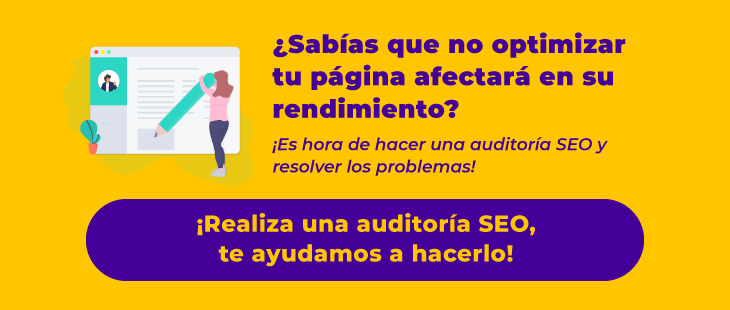 ¿Sabías que no optimizar
tu página afectará en su
rendimiento?
¡Es hora de hacer una auditoría SEO y
resolver los problemas!
¡Realiza una auditoría SEO,
te ayudamos a hacerlo!